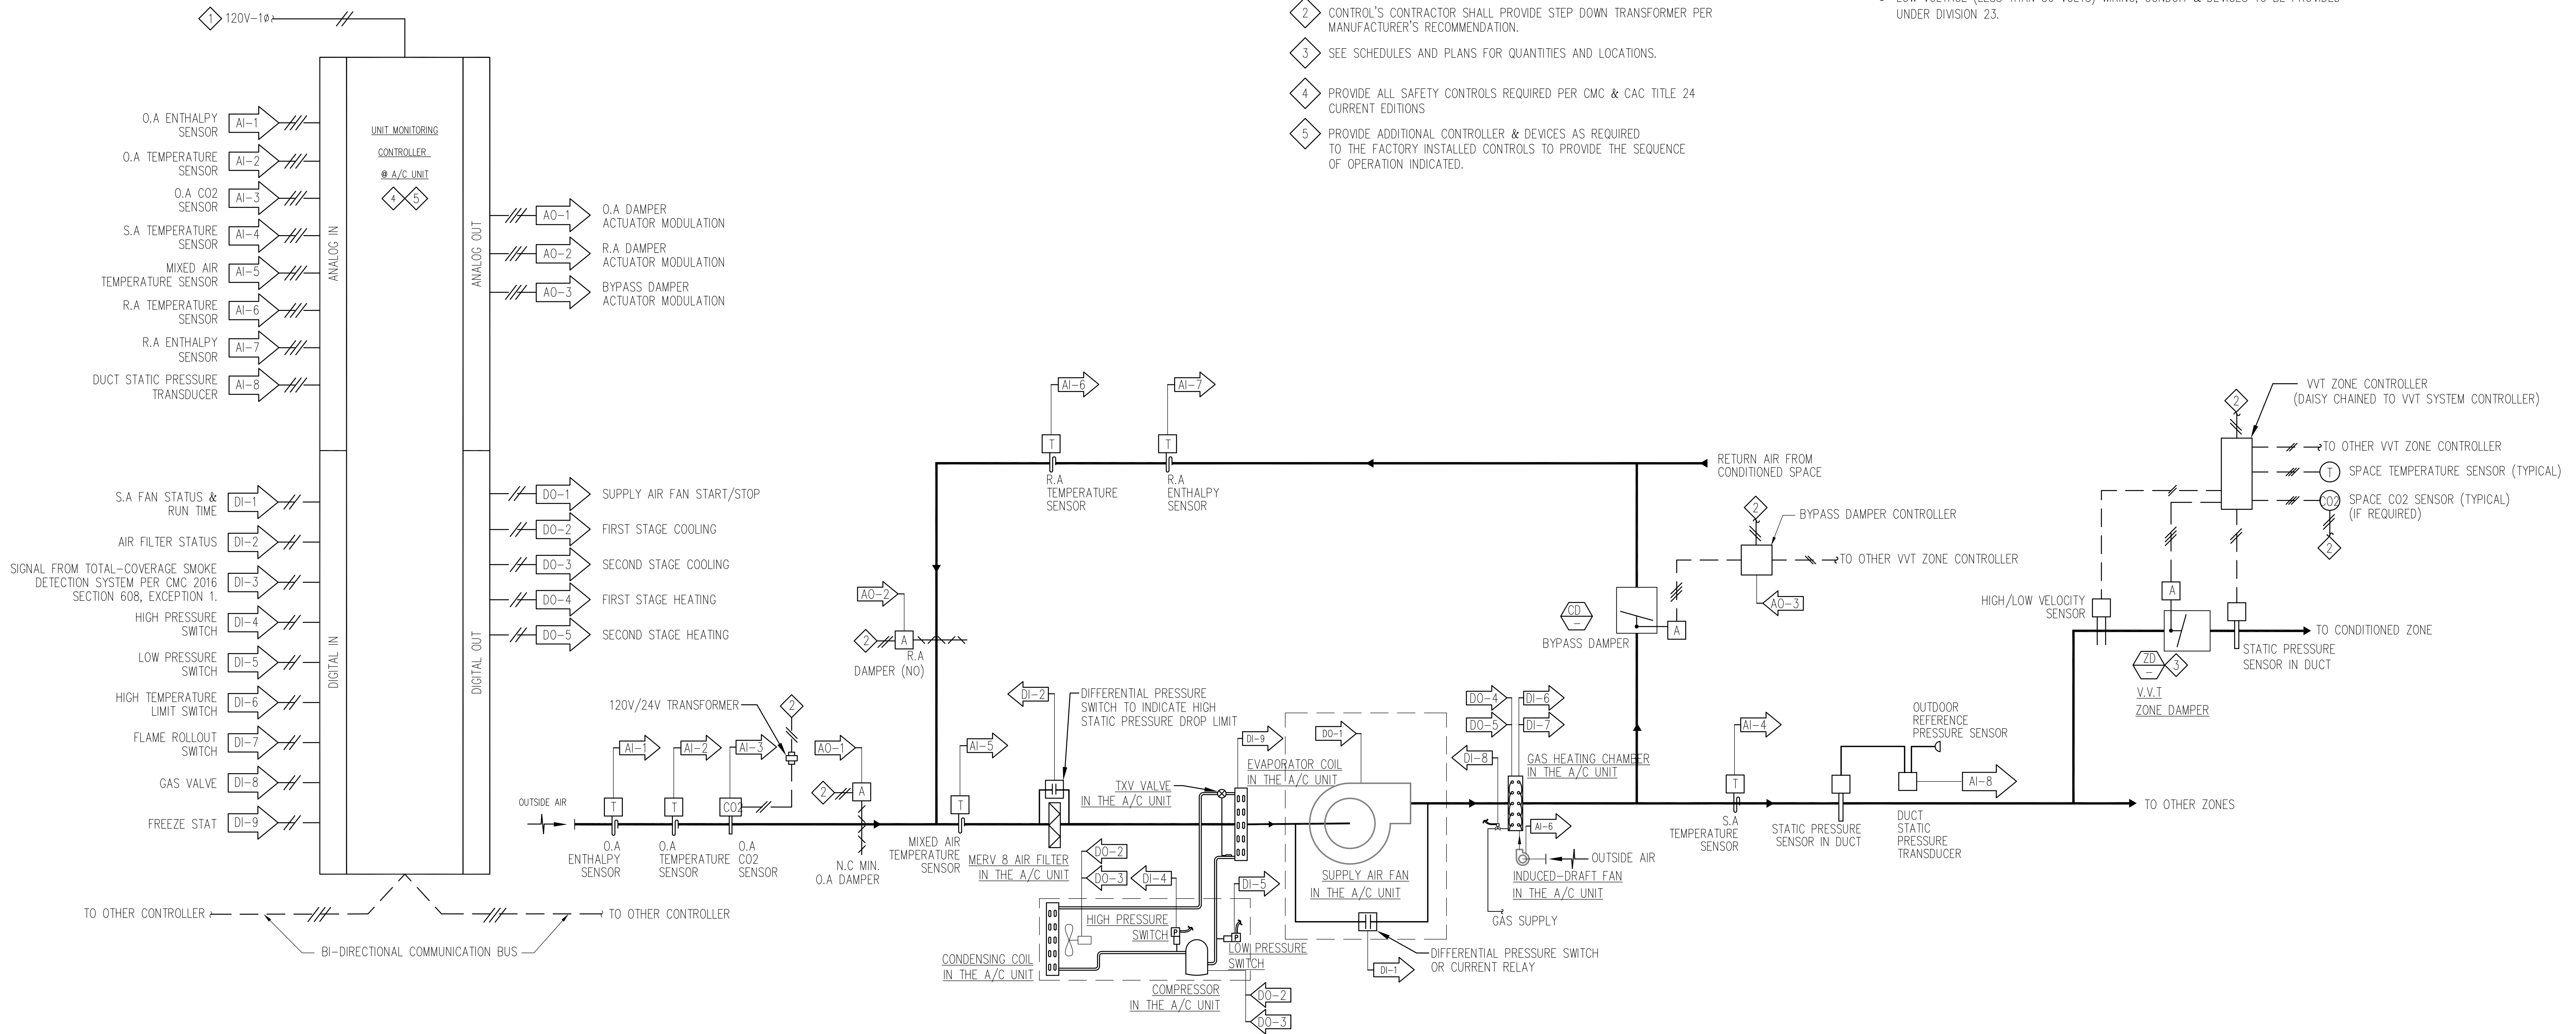 1
120V-1ø
2
CONTROL'S CONTRACTOR SHALL PROVIDE STEP DOWN TRANSFORMER PER
MANUFACTURER'S RECOMMENDATION.
3
SEE SCHEDULES AND PLANS FOR QUANTITIES AND LOCATIONS.
4
PROVIDE ALL SAFETY CONTROLS REQUIRED PER CMC & CAC TITLE 24
CURRENT EDITIONS
5
PROVIDE ADDITIONAL CONTROLLER & DEVICES AS REQUIRED
TO THE FACTORY INSTALLED CONTROLS TO PROVIDE THE SEQUENCE
OF OPERATION INDICATED.
UNDER DIVISION 23.
UNIT MONITORING
CONTROLLER
@ A/C UNIT
4
5
ANALOG IN
ANALOG OUT
DIGITAL IN
DIGITAL OUT
O.A ENTHALPY
SENSOR
AI-1
O.A TEMPERATURE
SENSOR
AI-2
O.A CO2
SENSOR
AI-3
S.A TEMPERATURE
SENSOR
AI-4
MIXED AIR
TEMPERATURE SENSOR
AI-5
R.A TEMPERATURE
SENSOR
AI-6
R.A ENTHALPY
SENSOR
AI-7
DUCT STATIC PRESSURE
TRANSDUCER
AI-8
S.A FAN STATUS &
RUN TIME
DI-1
AIR FILTER STATUS
DI-2
SIGNAL FROM TOTAL-COVERAGE SMOKE
DETECTION SYSTEM PER CMC 2016
SECTION 608, EXCEPTION 1.
DI-3
HIGH PRESSURE
SWITCH
DI-4
LOW PRESSURE
SWITCH
DI-5
HIGH TEMPERATURE
LIMIT SWITCH
DI-6
FLAME ROLLOUT
SWITCH
DI-7
GAS VALVE
DI-8
FREEZE STAT
DI-9
AO-1
O.A DAMPER
ACTUATOR MODULATION
AO-2
R.A DAMPER
ACTUATOR MODULATION
AO-3
BYPASS DAMPER
ACTUATOR MODULATION
DO-1
SUPPLY AIR FAN START/STOP
DO-2
FIRST STAGE COOLING
DO-3
SECOND STAGE COOLING
DO-4
FIRST STAGE HEATING
DO-5
SECOND STAGE HEATING
TO OTHER CONTROLLER
TO OTHER CONTROLLER
BI-DIRECTIONAL COMMUNICATION BUS
OUTSIDE AIR
AI-1
T
O.A
ENTHALPY
SENSOR
AI-2
T
O.A
TEMPERATURE
SENSOR
AI-3
CO2
O.A
CO2
SENSOR
120V/24V TRANSFORMER
2
AO-1
2
A
N.C MIN.
O.A DAMPER
AO-2
2
A
R.A
DAMPER (NO)
AI-6
T
R.A
TEMPERATURE
SENSOR
AI-7
T
R.A
ENTHALPY
SENSOR
RETURN AIR FROM
CONDITIONED SPACE
AI-5
T
MIXED AIR
TEMPERATURE
SENSOR
DI-2
DIFFERENTIAL PRESSURE
SWITCH TO INDICATE HIGH
STATIC PRESSURE DROP LIMIT
MERV 8 AIR FILTER
IN THE A/C UNIT
TXV VALVE
IN THE A/C UNIT
DI-9
EVAPORATOR COIL
IN THE A/C UNIT
DO-2
DO-3
DI-4
HIGH PRESSURE
SWITCH
P
P
DI-5
LOW PRESSURE
SWITCH
CONDENSING COIL
IN THE A/C UNIT
COMPRESSOR
IN THE A/C UNIT
DO-2
DO-3
DO-1
SUPPLY AIR FAN
IN THE A/C UNIT
DIFFERENTIAL PRESSURE SWITCH
OR CURRENT RELAY
DI-1
DO-4
DO-5
DI-6
DI-7
DI-8
GAS HEATING CHAMBER
IN THE A/C UNIT
AI-6
OUTSIDE AIR
INDUCED-DRAFT FAN
IN THE A/C UNIT
GAS SUPPLY
CD
-
BYPASS DAMPER
A
2
BYPASS DAMPER CONTROLLER
TO OTHER VVT ZONE CONTROLLER
AO-3
AI-4
T
S.A
TEMPERATURE
SENSOR
STATIC PRESSURE
SENSOR IN DUCT
OUTDOOR
REFERENCE
PRESSURE SENSOR
AI-8
DUCT
STATIC
PRESSURE
TRANSDUCER
TO OTHER ZONES
VVT ZONE CONTROLLER
(DAISY CHAINED TO VVT SYSTEM CONTROLLER)
2
TO OTHER VVT ZONE CONTROLLER
T
SPACE TEMPERATURE SENSOR (TYPICAL)
CO2
SPACE CO2 SENSOR (TYPICAL)
(IF REQUIRED)
2
HIGH/LOW VELOCITY
SENSOR
A
TO CONDITIONED ZONE
STATIC PRESSURE
SENSOR IN DUCT
ZD
-
3
V.V.T
ZONE DAMPER